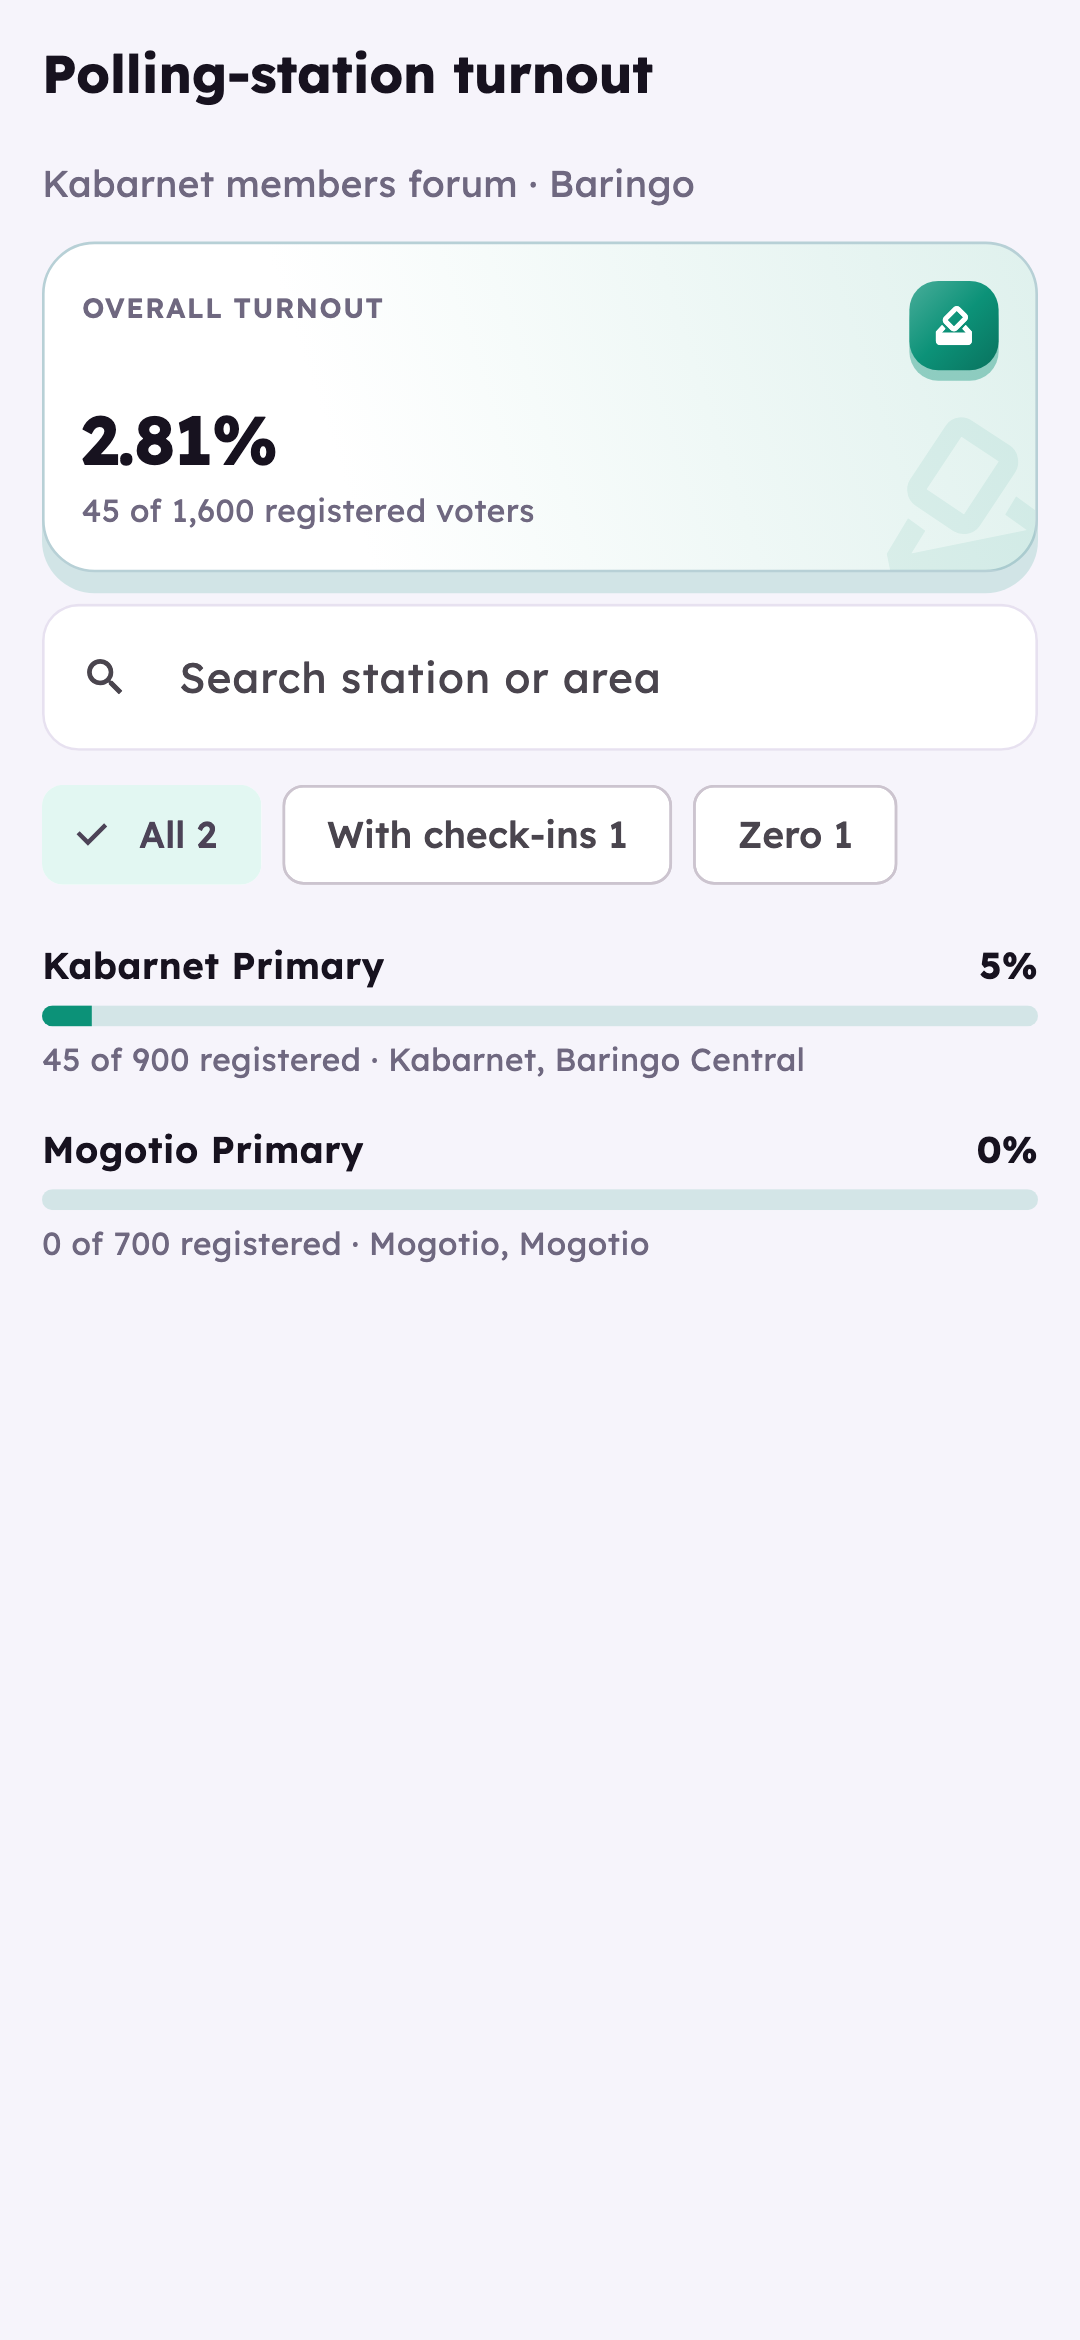 Polling-station turnout
Kabarnet members forum · Baringo
OVERALL TURNOUT
2.81%
45 of 1,600 registered voters
Search station or area
All 2
With check-ins 1
Zero 1
Kabarnet Primary
5%
45 of 900 registered · Kabarnet, Baringo Central
Mogotio Primary
0%
0 of 700 registered · Mogotio, Mogotio